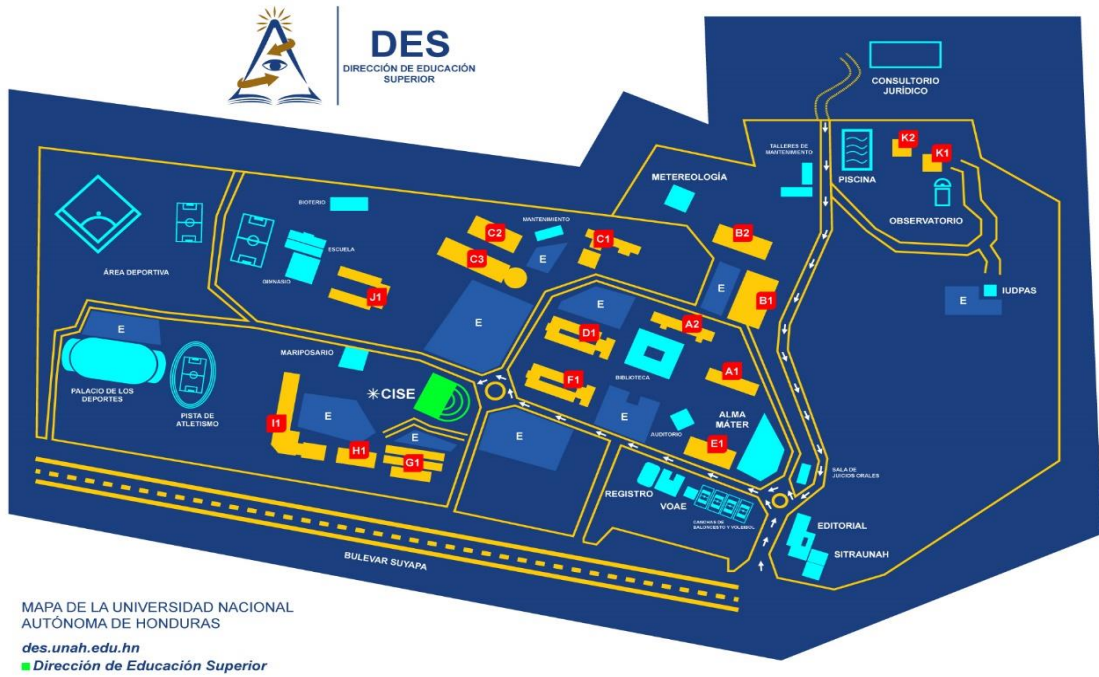 DES
DIRECCIÓN DE EDUCACIÓN
SUPERIOR
CONSULTORIO
JURÍDICO
TALLERES DE
MANTENIMIENTO
PISCINA
K2
K1
OBSERVATORIO
METEREOLOGÍA
BIOTERIO
C2
MANTENIMIENTO
C1
B2
C3
E
ESCUELA
ÁREA DEPORTIVA
GIMNASIO
J1
E
B1
IUDPAS
E
E
E
E
D1
A2
MARIPOSARIO
BIBLIOTECA
PALACIO DE LOS
DEPORTES
PISTA DE
ATLETISMO
✳CISE
F1
A1
I1
E
E
ALMA
MÁTER
E
E
AUDITORIO
E1
H1
G1
SALA DE
JUICIOS ORALES
REGISTRO
VOAE
CANCHAS DE
BALONCESTO Y VOLEIBOL
EDITORIAL
SITRAUNAH
BULEVAR SUYAPA
MAPA DE LA UNIVERSIDAD NACIONAL
AUTÓNOMA DE HONDURAS
des.unah.edu.hn
Dirección de Educación Superior